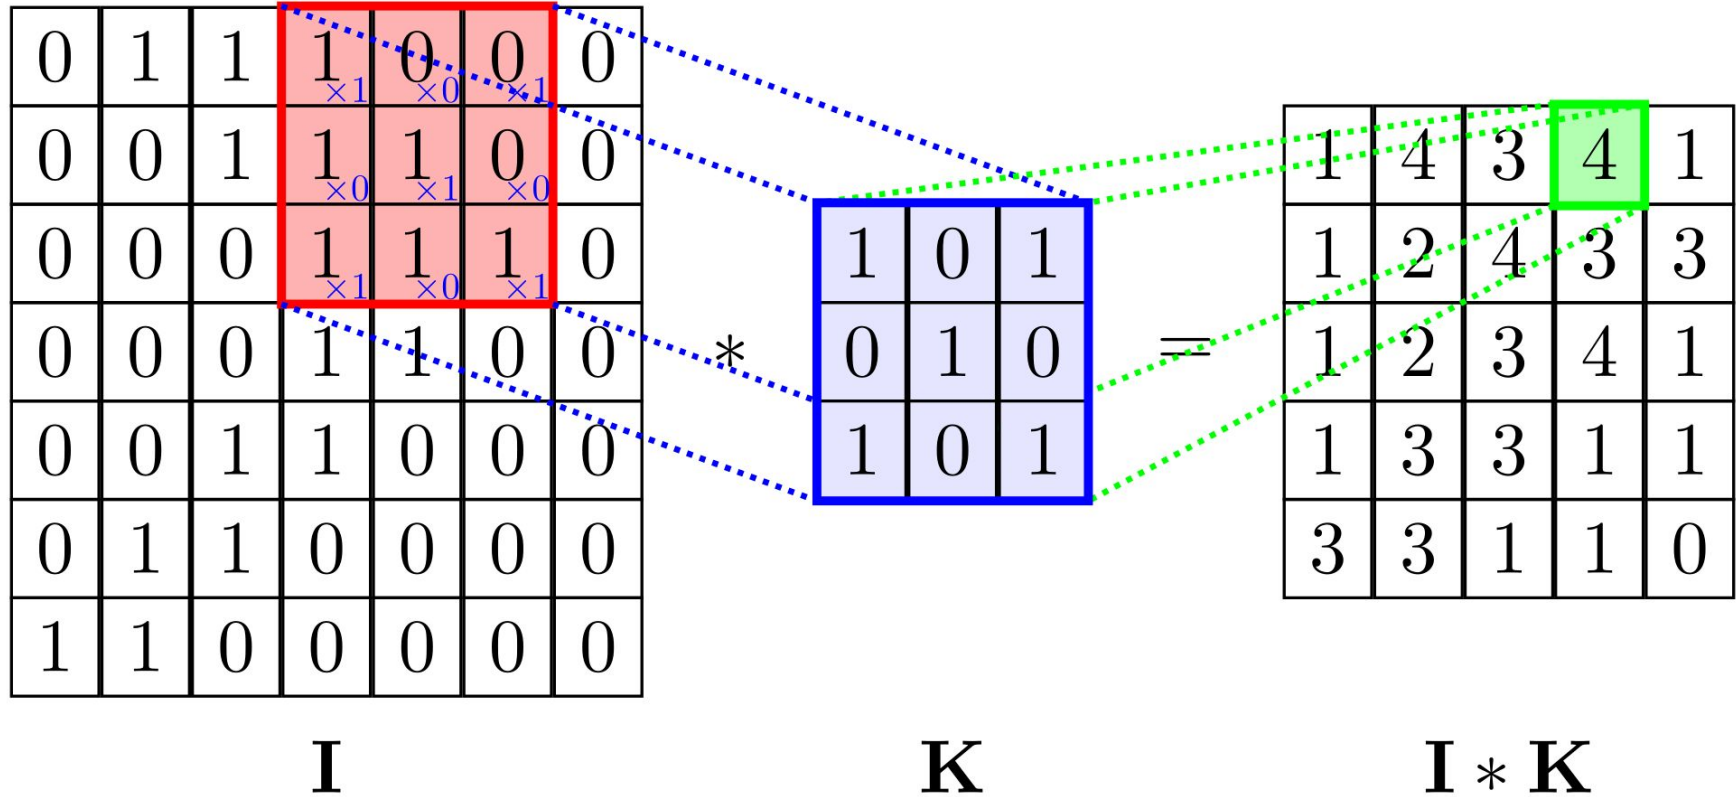 0 1 1 1×1 0×0 0×1 0
0 0 1 1×0 1×1 0×0 0
0 0 0 1×1 1×0 1×1 0
0 0 0 1 1 0 0
0 0 1 1 0 0 0
0 1 1 0 0 0 0
1 1 0 0 0 0 0
I
*
1 0 1
0 1 0
1 0 1
K
=
1 4 3 4 1
1 2 4 3 3
1 2 3 4 1
1 3 3 1 1
3 3 1 1 0
I * K